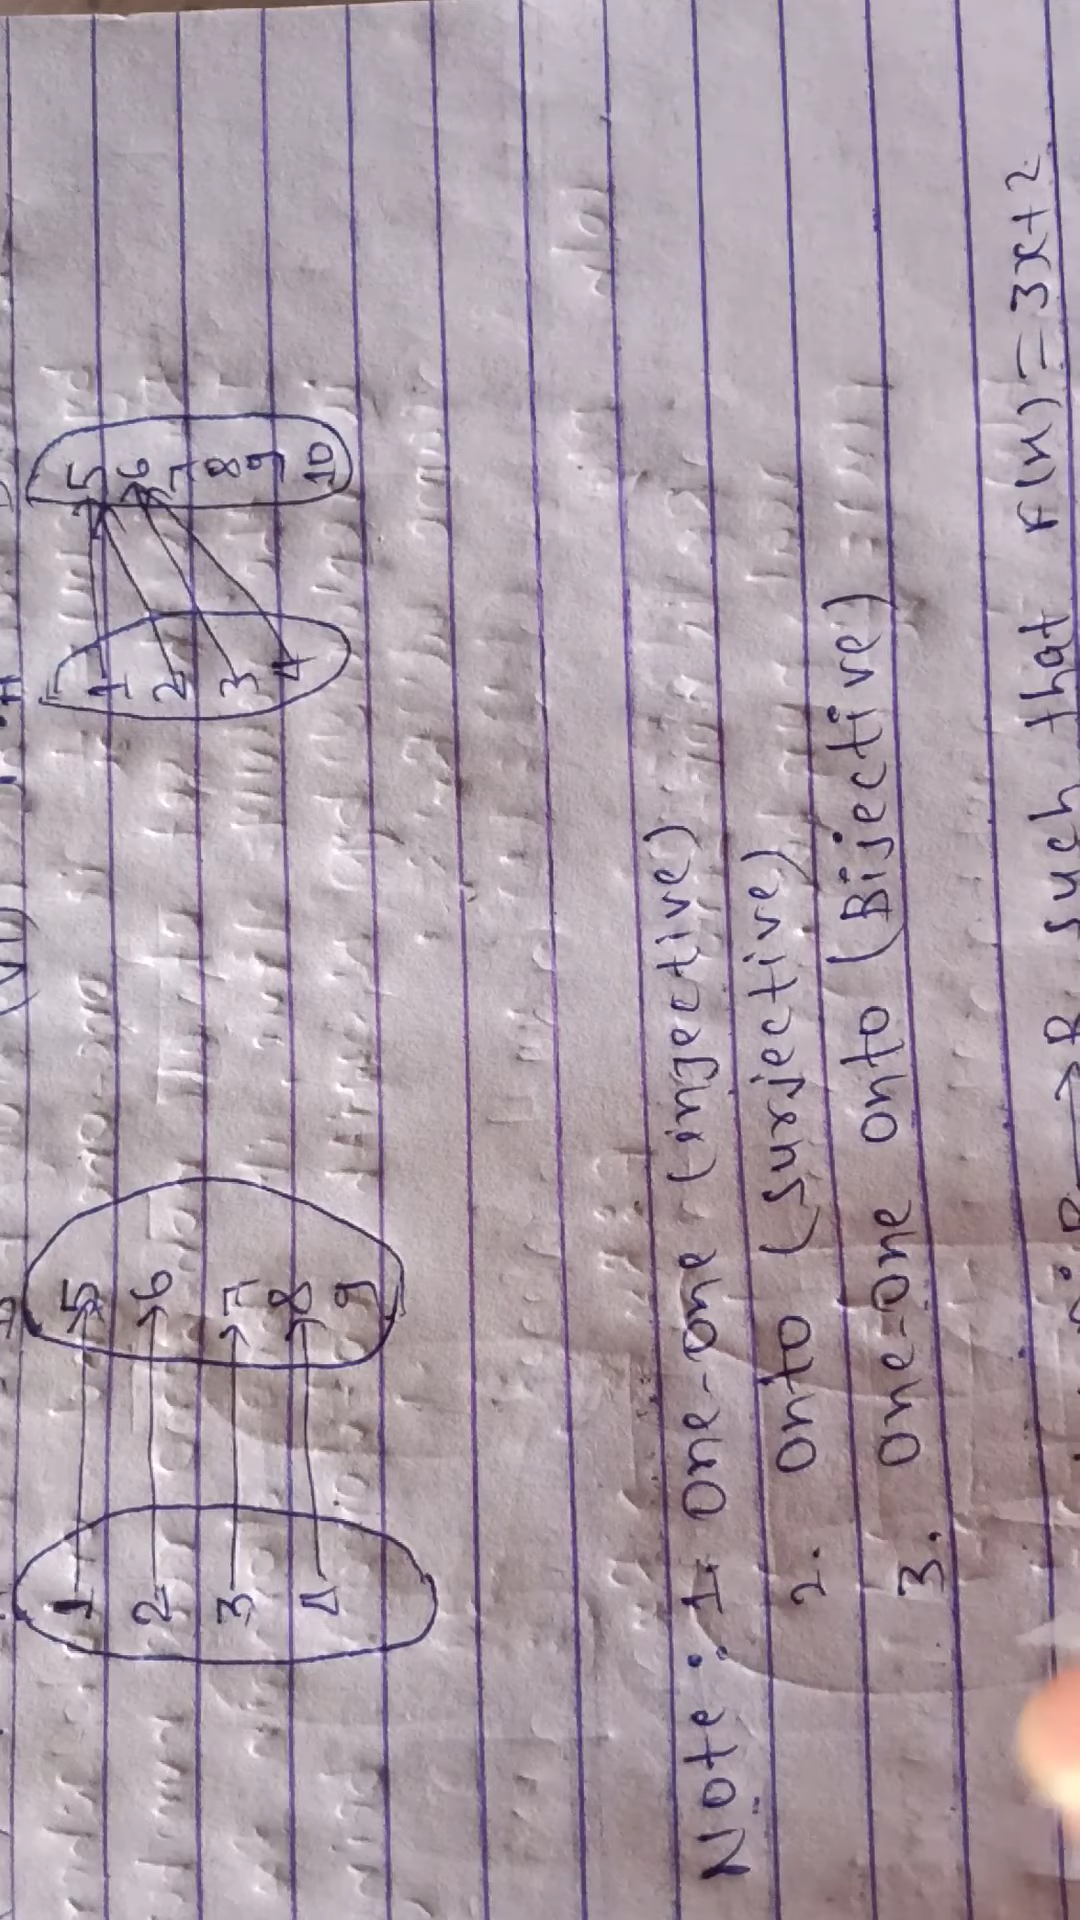 1 5 1 5
2 6 2 6
3 7 3 7
4 8 4 8
9 9
10
Note: 1. one-one (injective)
2. onto (surjective)
3. one-one onto (Bijective)
R → R such that F(x) = 3x+2